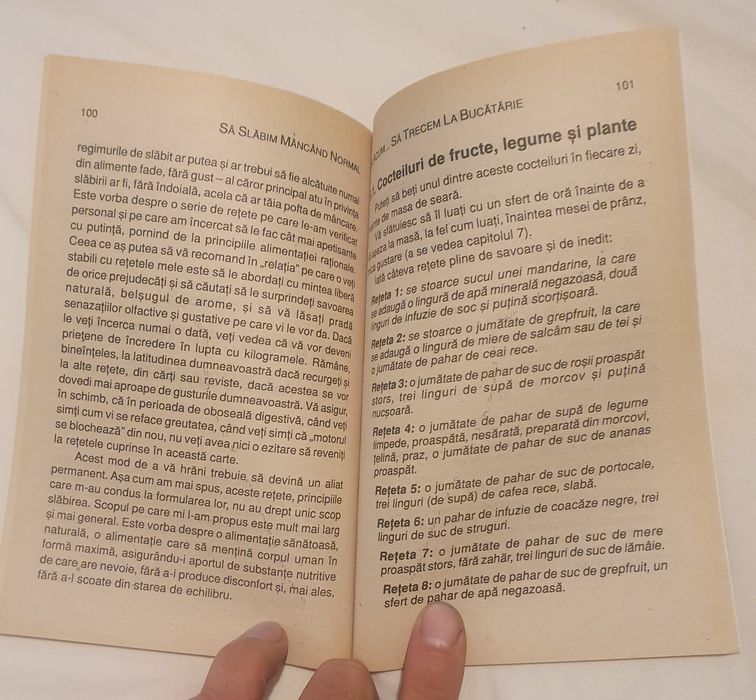 100
SĂ SLĂBIM MÂNCÂND NORMAL
regimurile de slăbit ar putea și ar trebui să fie alcătuite numai
din alimente fade, fără gust – al căror principal atu în privința
slăbirii ar fi, fără îndoială, acela că ar tăia pofta de mâncare.
Este vorba despre o serie de rețete pe care le-am verificat
personal și pe care am încercat să le fac cât mai apetisante
cu putință, pornind de la principiile alimentației raționale.
Ceea ce aș putea să vă recomand în „relația” pe care o veți
stabili cu rețetele mele este să le abordați cu mintea liberă
de orice prejudecăți și să căutați să le surprindeți savoarea
naturală, belșugul de arome, și să vă lăsați pradă
senzațiilor olfactive și gustative pe care vi le vor da. Dacă
le veți încerca numai o dată, veți vedea că vă vor deveni
prietene de încredere în lupta cu kilogramele. Rămâne,
bineînțeles, la latitudinea dumneavoastră dacă recurgeți și
la alte rețete, din cărți sau reviste, dacă acestea se vor
dovedi mai aproape de gusturile dumneavoastră. Vă asigur,
în schimb, că în perioada de oboseală digestivă, când veți
simți cum vi se reface greutatea, când veți simți că „motorul
se blochează” din nou, nu veți avea nici o ezitare să reveniți
la rețetele cuprinse în această carte.
Acest mod de a vă hrăni trebuie să devină un aliat
permanent. Așa cum am mai spus, aceste rețete, principiile
care m-au condus la formularea lor, nu au drept unic scop
slăbirea. Scopul pe care mi l-am propus este mult mai larg
și mai general. Este vorba despre o alimentație sănătoasă,
naturală, o alimentație care să mențină corpul uman în
formă maximă, asigurându-i aportul de substanțe nutritive
de care are nevoie, fără a-i produce disconfort și, mai ales,
fără a-l scoate din starea de echilibru.
101
ACUM... SĂ TRECEM LA BUCĂTĂRIE
1. Cocteiluri de fructe, legume și plante
Puteți să beți unul dintre aceste cocteiluri în fiecare zi,
de masa de seară.
Vă sfătuiesc să îl luați cu un sfert de oră înainte de a
așeza la masă, la fel cum luați, înaintea mesei de prânz,
gustare (a se vedea capitolul 7).
Iată câteva rețete pline de savoare și de inedit:
Rețeta 1: se stoarce sucul unei mandarine, la care
se adaugă o lingură de apă minerală negazoasă, două
linguri de infuzie de soc și puțină scorțișoară.
Rețeta 2: se stoarce o jumătate de grepfruit, la care
se adaugă o lingură de miere de salcâm sau de tei și
o jumătate de pahar de ceai rece.
Rețeta 3: o jumătate de pahar de suc de roșii proaspăt
stors, trei linguri de supă de morcov și puțină
nucșoară.
Rețeta 4: o jumătate de pahar de supă de legume
limpede, proaspătă, nesărată, preparată din morcovi,
țelină, praz, o jumătate de pahar de suc de ananas
proaspăt.
Rețeta 5: o jumătate de pahar de suc de portocale,
trei linguri (de supă) de cafea rece, slabă.
Rețeta 6: un pahar de infuzie de coacăze negre, trei
linguri de suc de struguri.
Rețeta 7: o jumătate de pahar de suc de mere
proaspăt stors, fără zahăr, trei linguri de suc de lămâie.
Rețeta 8: o jumătate de pahar de suc de grepfruit, un
sfert de pahar de apă negazoasă.